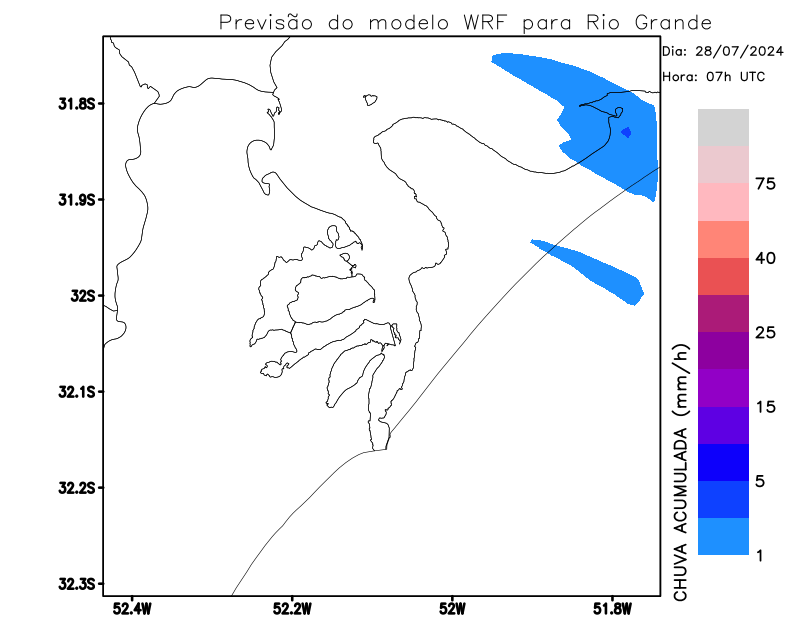 Previsão do modelo WRF para Rio Grande
Dia: 28/07/2024
Hora: 07h UTC
31.8S
31.9S
32S
32.1S
32.2S
32.3S
52.4W
52.2W
52W
51.8W
CHUVA ACUMULADA (mm/h)
75
40
25
15
5
1